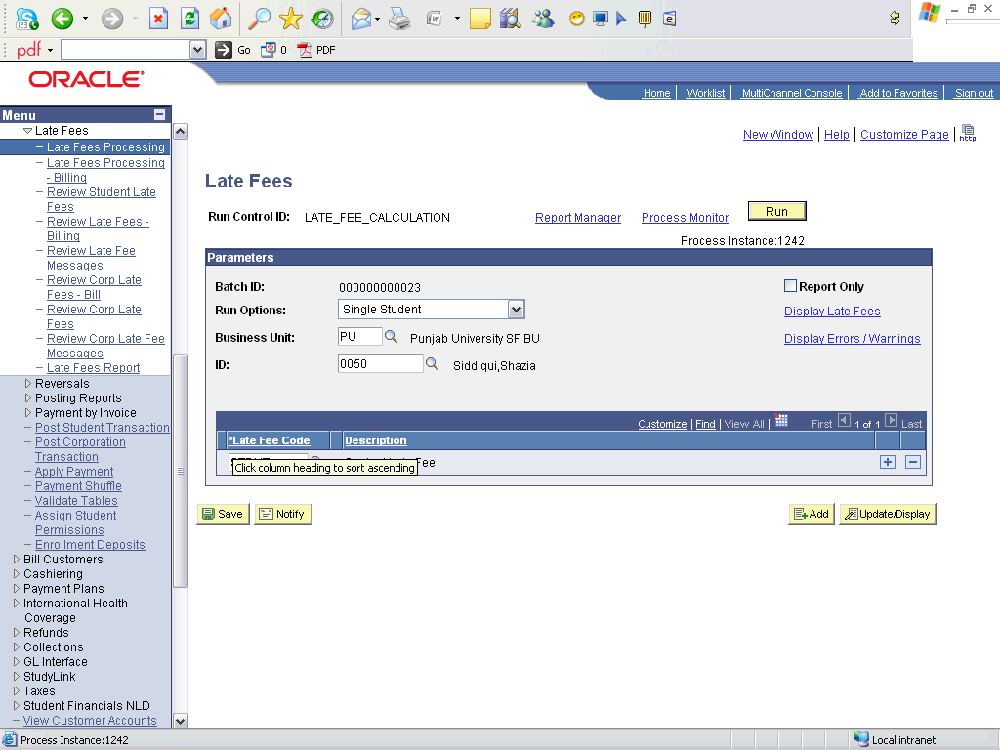 pdf Go 0 PDF
ORACLE
Home Worklist MultiChannel Console Add to Favorites Sign out
New Window Help Customize Page http
Menu
Late Fees
Late Fees Processing
Late Fees Processing
- Billing
Review Student Late
Fees
Review Late Fees -
Billing
Review Late Fee
Messages
Review Corp Late
Fees - Bill
Review Corp Late
Fees
Review Corp Late Fee
Messages
Late Fees Report
Reversals
Posting Reports
Payment by Invoice
Post Student Transaction
Post Corporation
Transaction
Apply Payment
Payment Shuffle
Validate Tables
Assign Student
Permissions
Enrollment Deposits
Bill Customers
Cashiering
Payment Plans
International Health
Coverage
Refunds
Collections
GL Interface
StudyLink
Taxes
Student Financials NLD
View Customer Accounts
Late Fees
Run Control ID: LATE_FEE_CALCULATION Report Manager Process Monitor Run
Process Instance:1242
Parameters
Batch ID: 000000000023 Report Only
Run Options: Single Student Display Late Fees
Business Unit: PU Punjab University SF BU Display Errors / Warnings
ID: 0050 Siddiqui,Shazia
Customize | Find | View All | First 1 of 1 Last
*Late Fee Code Description
Fee
Click column heading to sort ascending
Save Notify Add Update/Display
Process Instance:1242 Local intranet